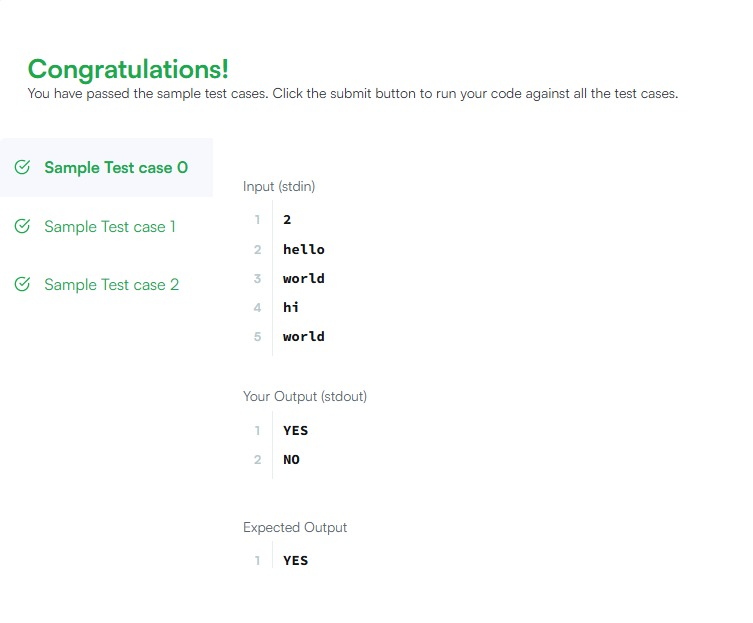 Congratulations!
You have passed the sample test cases. Click the submit button to run your code against all the test cases.
Sample Test case 0
Sample Test case 1
Sample Test case 2
Input (stdin)
1 2
2 hello
3 world
4 hi
5 world
Your Output (stdout)
1 YES
2 NO
Expected Output
1 YES